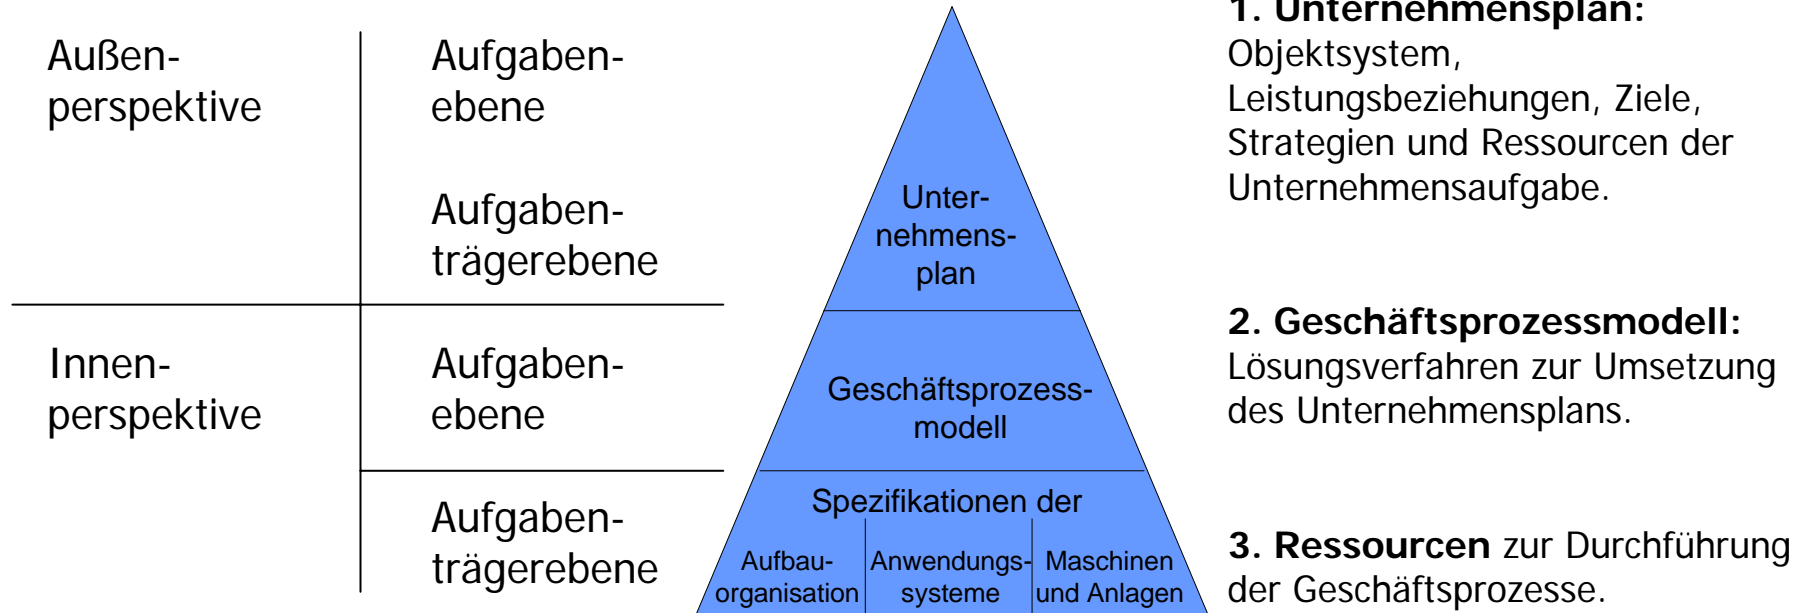 Außen-
perspektive
Aufgaben-
ebene
Aufgaben-
trägerebene
Innen-
perspektive
Aufgaben-
ebene
Aufgaben-
trägerebene
Unter-
nehmens-
plan
Geschäftsprozess-
modell
Spezifikationen der
Aufbau-
organisation
Anwendungs-
systeme
Maschinen
und Anlagen
1. Unternehmensplan:
Objektsystem,
Leistungsbeziehungen, Ziele,
Strategien und Ressourcen der
Unternehmensaufgabe.
2. Geschäftsprozessmodell:
Lösungsverfahren zur Umsetzung
des Unternehmensplans.
3. Ressourcen zur Durchführung
der Geschäftsprozesse.